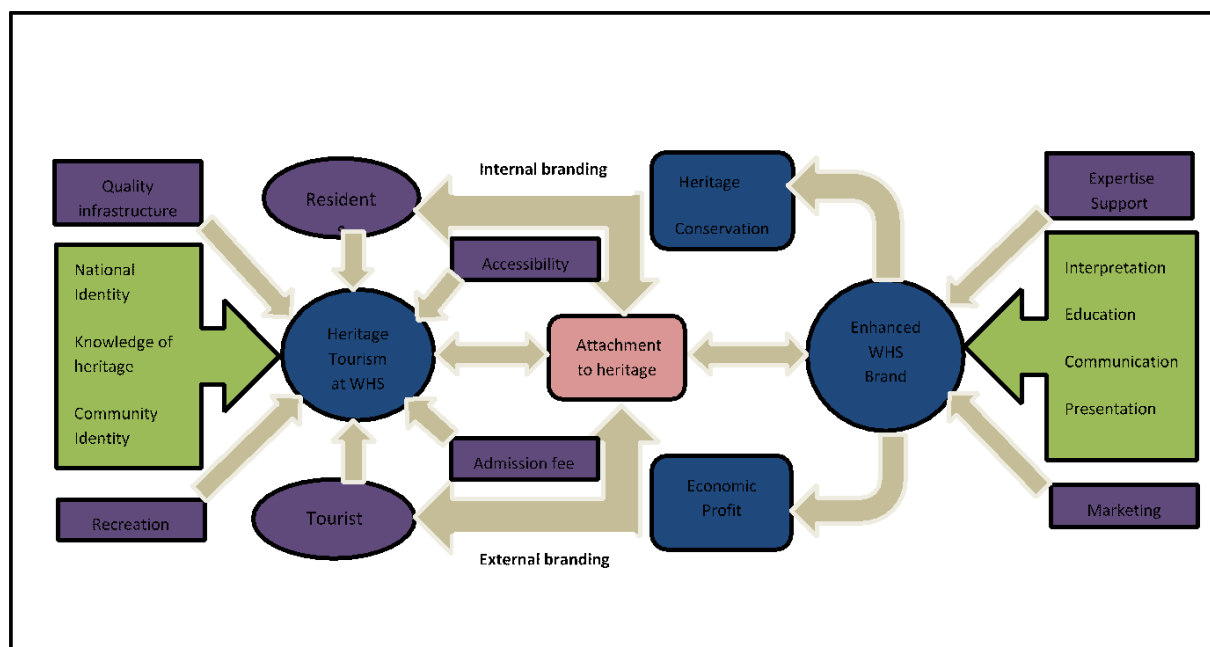 Quality
infrastructure
National
Identity
Knowledge of
heritage
Community
Identity
Recreation
Resident
Heritage
Tourism
at WHS
Tourist
Internal branding
Accessibility
Attachment
to heritage
Admission fee
External branding
Heritage
Conservation
Economic
Profit
Enhanced
WHS
Brand
Expertise
Support
Interpretation
Education
Communication
Presentation
Marketing